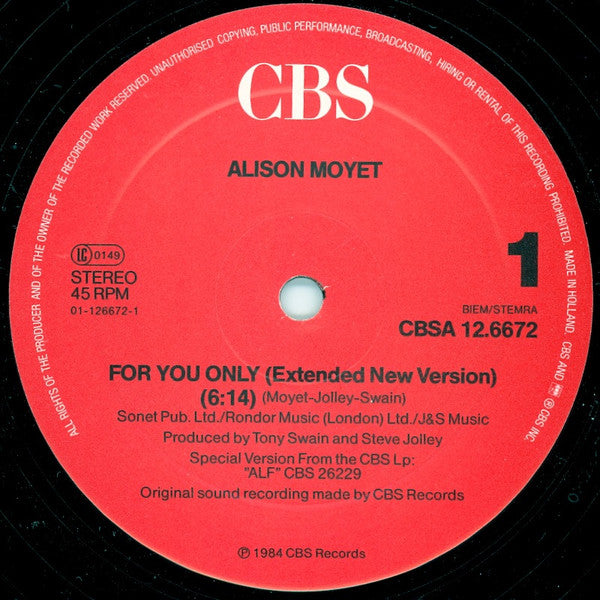 ALL RIGHTS OF THE PRODUCER AND OF THE OWNER OF THE RECORDED WORK RESERVED. UNAUTHORISED COPYING, PUBLIC PERFORMANCE, BROADCASTING, HIRING OR RENTAL OF THIS RECORDING PROHIBITED. MADE IN HOLLAND. CBS AND ℗ CBS INC.
CBS
ALISON MOYET
LC 0149
STEREO
45 RPM
01-126672-1
1
BIEM/STEMRA
CBSA 12.6672
FOR YOU ONLY (Extended New Version)
(6:14) (Moyet-Jolley-Swain)
Sonet Pub. Ltd./Rondor Music (London) Ltd./J&S Music
Produced by Tony Swain and Steve Jolley
Special Version From the CBS Lp:
"ALF" CBS 26229
Original sound recording made by CBS Records
℗ 1984 CBS Records